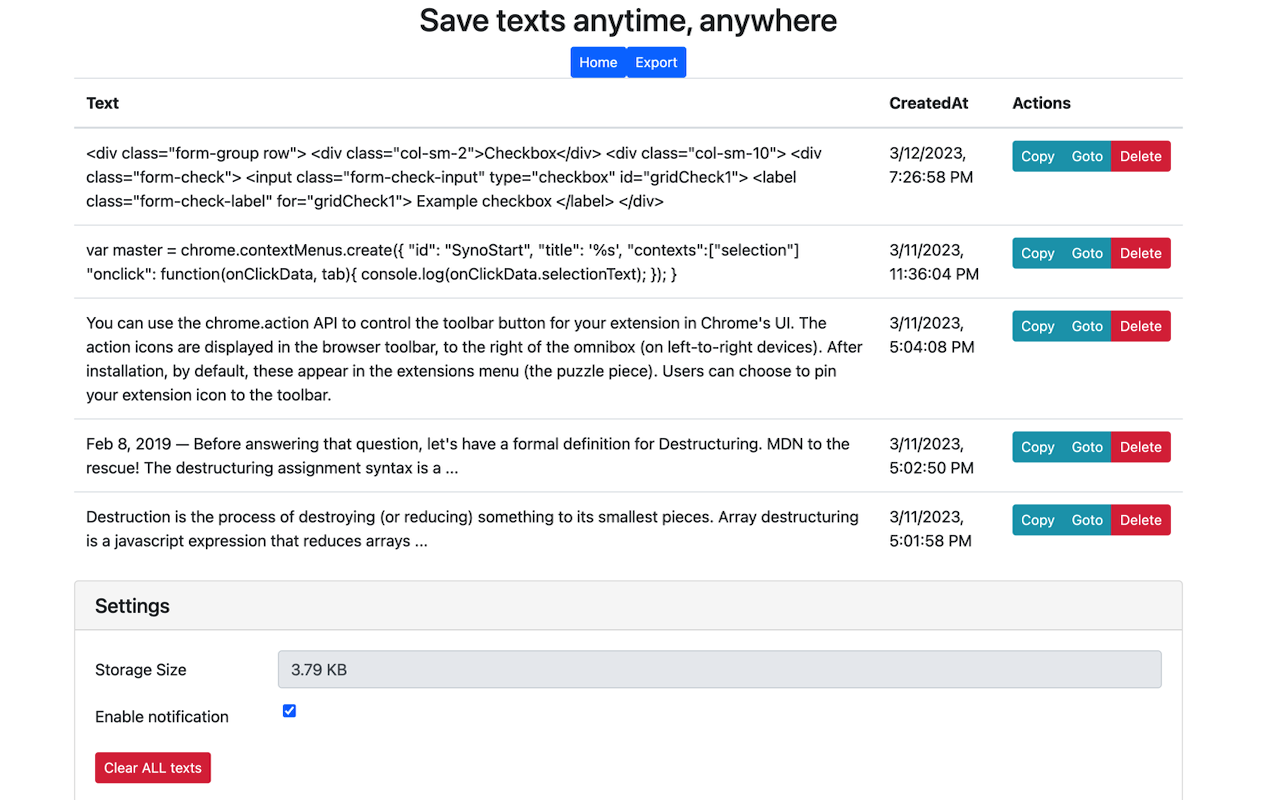 Save texts anytime, anywhere
Home Export
Text CreatedAt Actions
<div class="form-group row"> <div class="col-sm-2">Checkbox</div> <div class="col-sm-10"> <div 3/12/2023, Copy Goto Delete
class="form-check"> <input class="form-check-input" type="checkbox" id="gridCheck1"> <label 7:26:58 PM
class="form-check-label" for="gridCheck1"> Example checkbox </label> </div>
var master = chrome.contextMenus.create({ "id": "SynoStart", "title": '%s', "contexts":["selection"] 3/11/2023, Copy Goto Delete
"onclick": function(onClickData, tab){ console.log(onClickData.selectionText); }); } 11:36:04 PM
You can use the chrome.action API to control the toolbar button for your extension in Chrome's UI. The 3/11/2023, Copy Goto Delete
action icons are displayed in the browser toolbar, to the right of the omnibox (on left-to-right devices). After 5:04:08 PM
installation, by default, these appear in the extensions menu (the puzzle piece). Users can choose to pin
your extension icon to the toolbar.
Feb 8, 2019 — Before answering that question, let's have a formal definition for Destructuring. MDN to the 3/11/2023, Copy Goto Delete
rescue! The destructuring assignment syntax is a ... 5:02:50 PM
Destruction is the process of destroying (or reducing) something to its smallest pieces. Array destructuring 3/11/2023, Copy Goto Delete
is a javascript expression that reduces arrays ... 5:01:58 PM
Settings
Storage Size 3.79 KB
Enable notification
Clear ALL texts